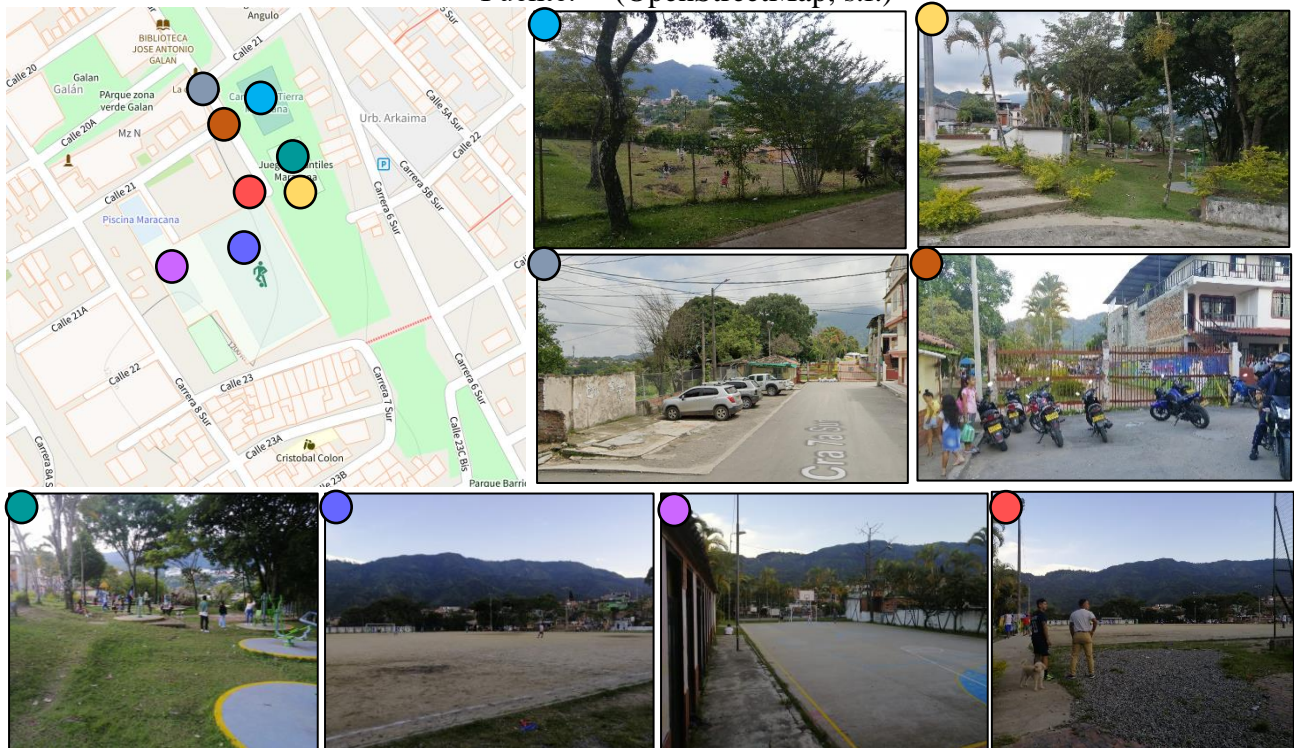 Fuente: (OpenStreetMap, s.f.)
Angulo
BIBLIOTECA
JOSE ANTONIO
GALAN
Calle 21
Calle 20
Galan
Galán
PArque zona
verde Galan
Calle 20A
Mz N
Urb. Arkaima
Calle 5A Sur
Calle 22
P
Carrera 5B Sur
Carrera 6 Sur
Calle 21
Piscina Maracana
Calle 21A
1200
Calle 22
Calle 23
Carrera 8 Sur
Carrera 7 Sur
Carrera 6 Sur
Calle 23A
Calle 23C Bis
Cristobal Colon
Calle 23B
Carrera 8A S
Parque Barri
Cra 7a Sur